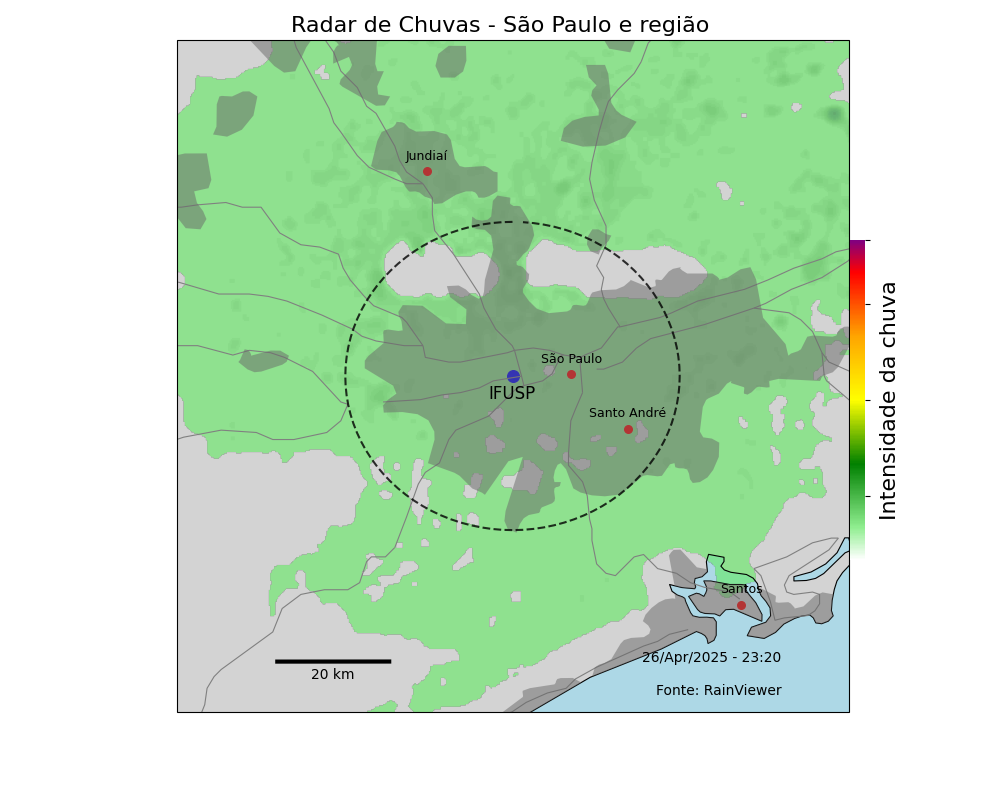 Radar de Chuvas - São Paulo e região
Jundiaí
São Paulo
IFUSP
Santo André
Intensidade da chuva
Santos
26/Apr/2025 - 23:20
20 km
Fonte: RainViewer